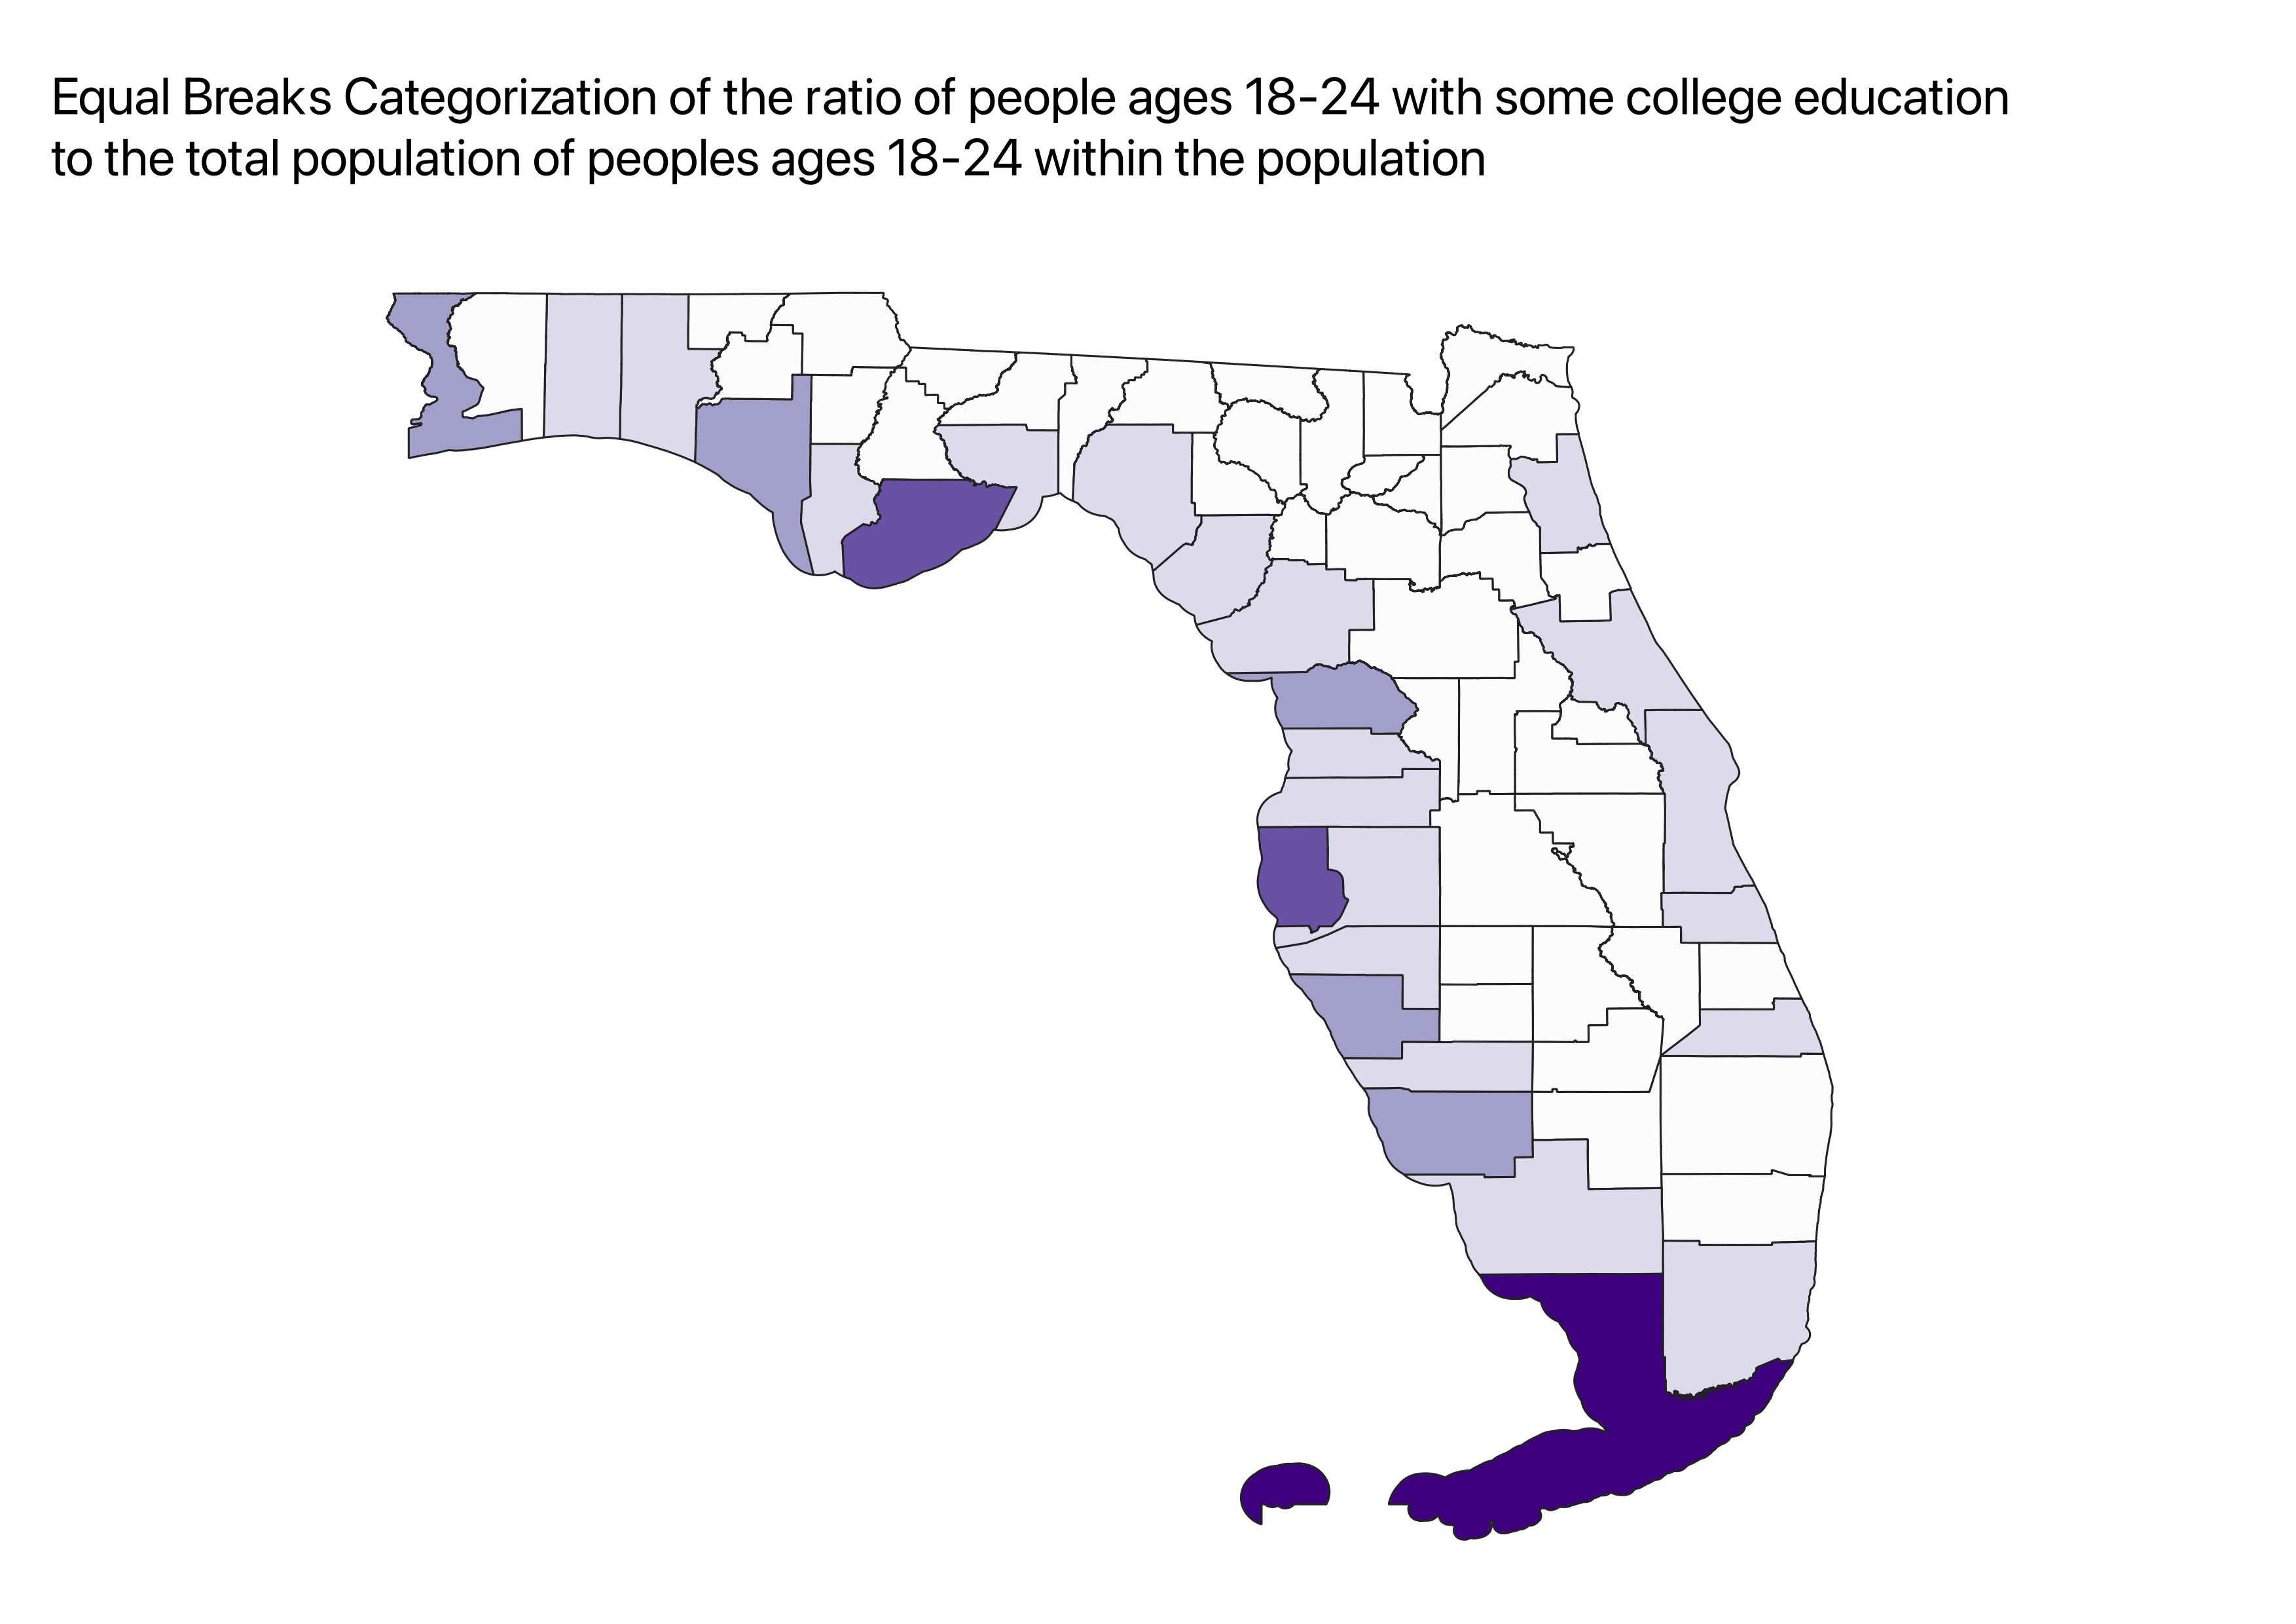 Equal Breaks Categorization of the ratio of people ages 18-24 with some college education
to the total population of peoples ages 18-24 within the population